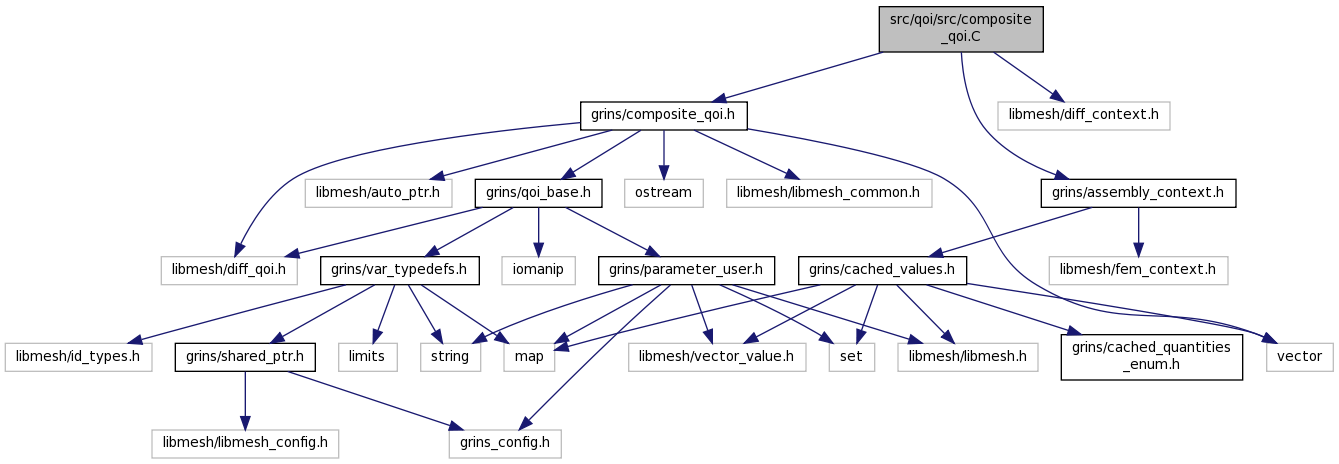 src/qoi/src/composite
_qoi.C
grins/composite_qoi.h
libmesh/diff_context.h
libmesh/auto_ptr.h
grins/qoi_base.h
ostream
libmesh/libmesh_common.h
grins/assembly_context.h
libmesh/diff_qoi.h
grins/var_typedefs.h
iomanip
grins/parameter_user.h
grins/cached_values.h
libmesh/fem_context.h
libmesh/id_types.h
grins/shared_ptr.h
limits
string
map
libmesh/vector_value.h
set
libmesh/libmesh.h
grins/cached_quantities
_enum.h
vector
libmesh/libmesh_config.h
grins_config.h